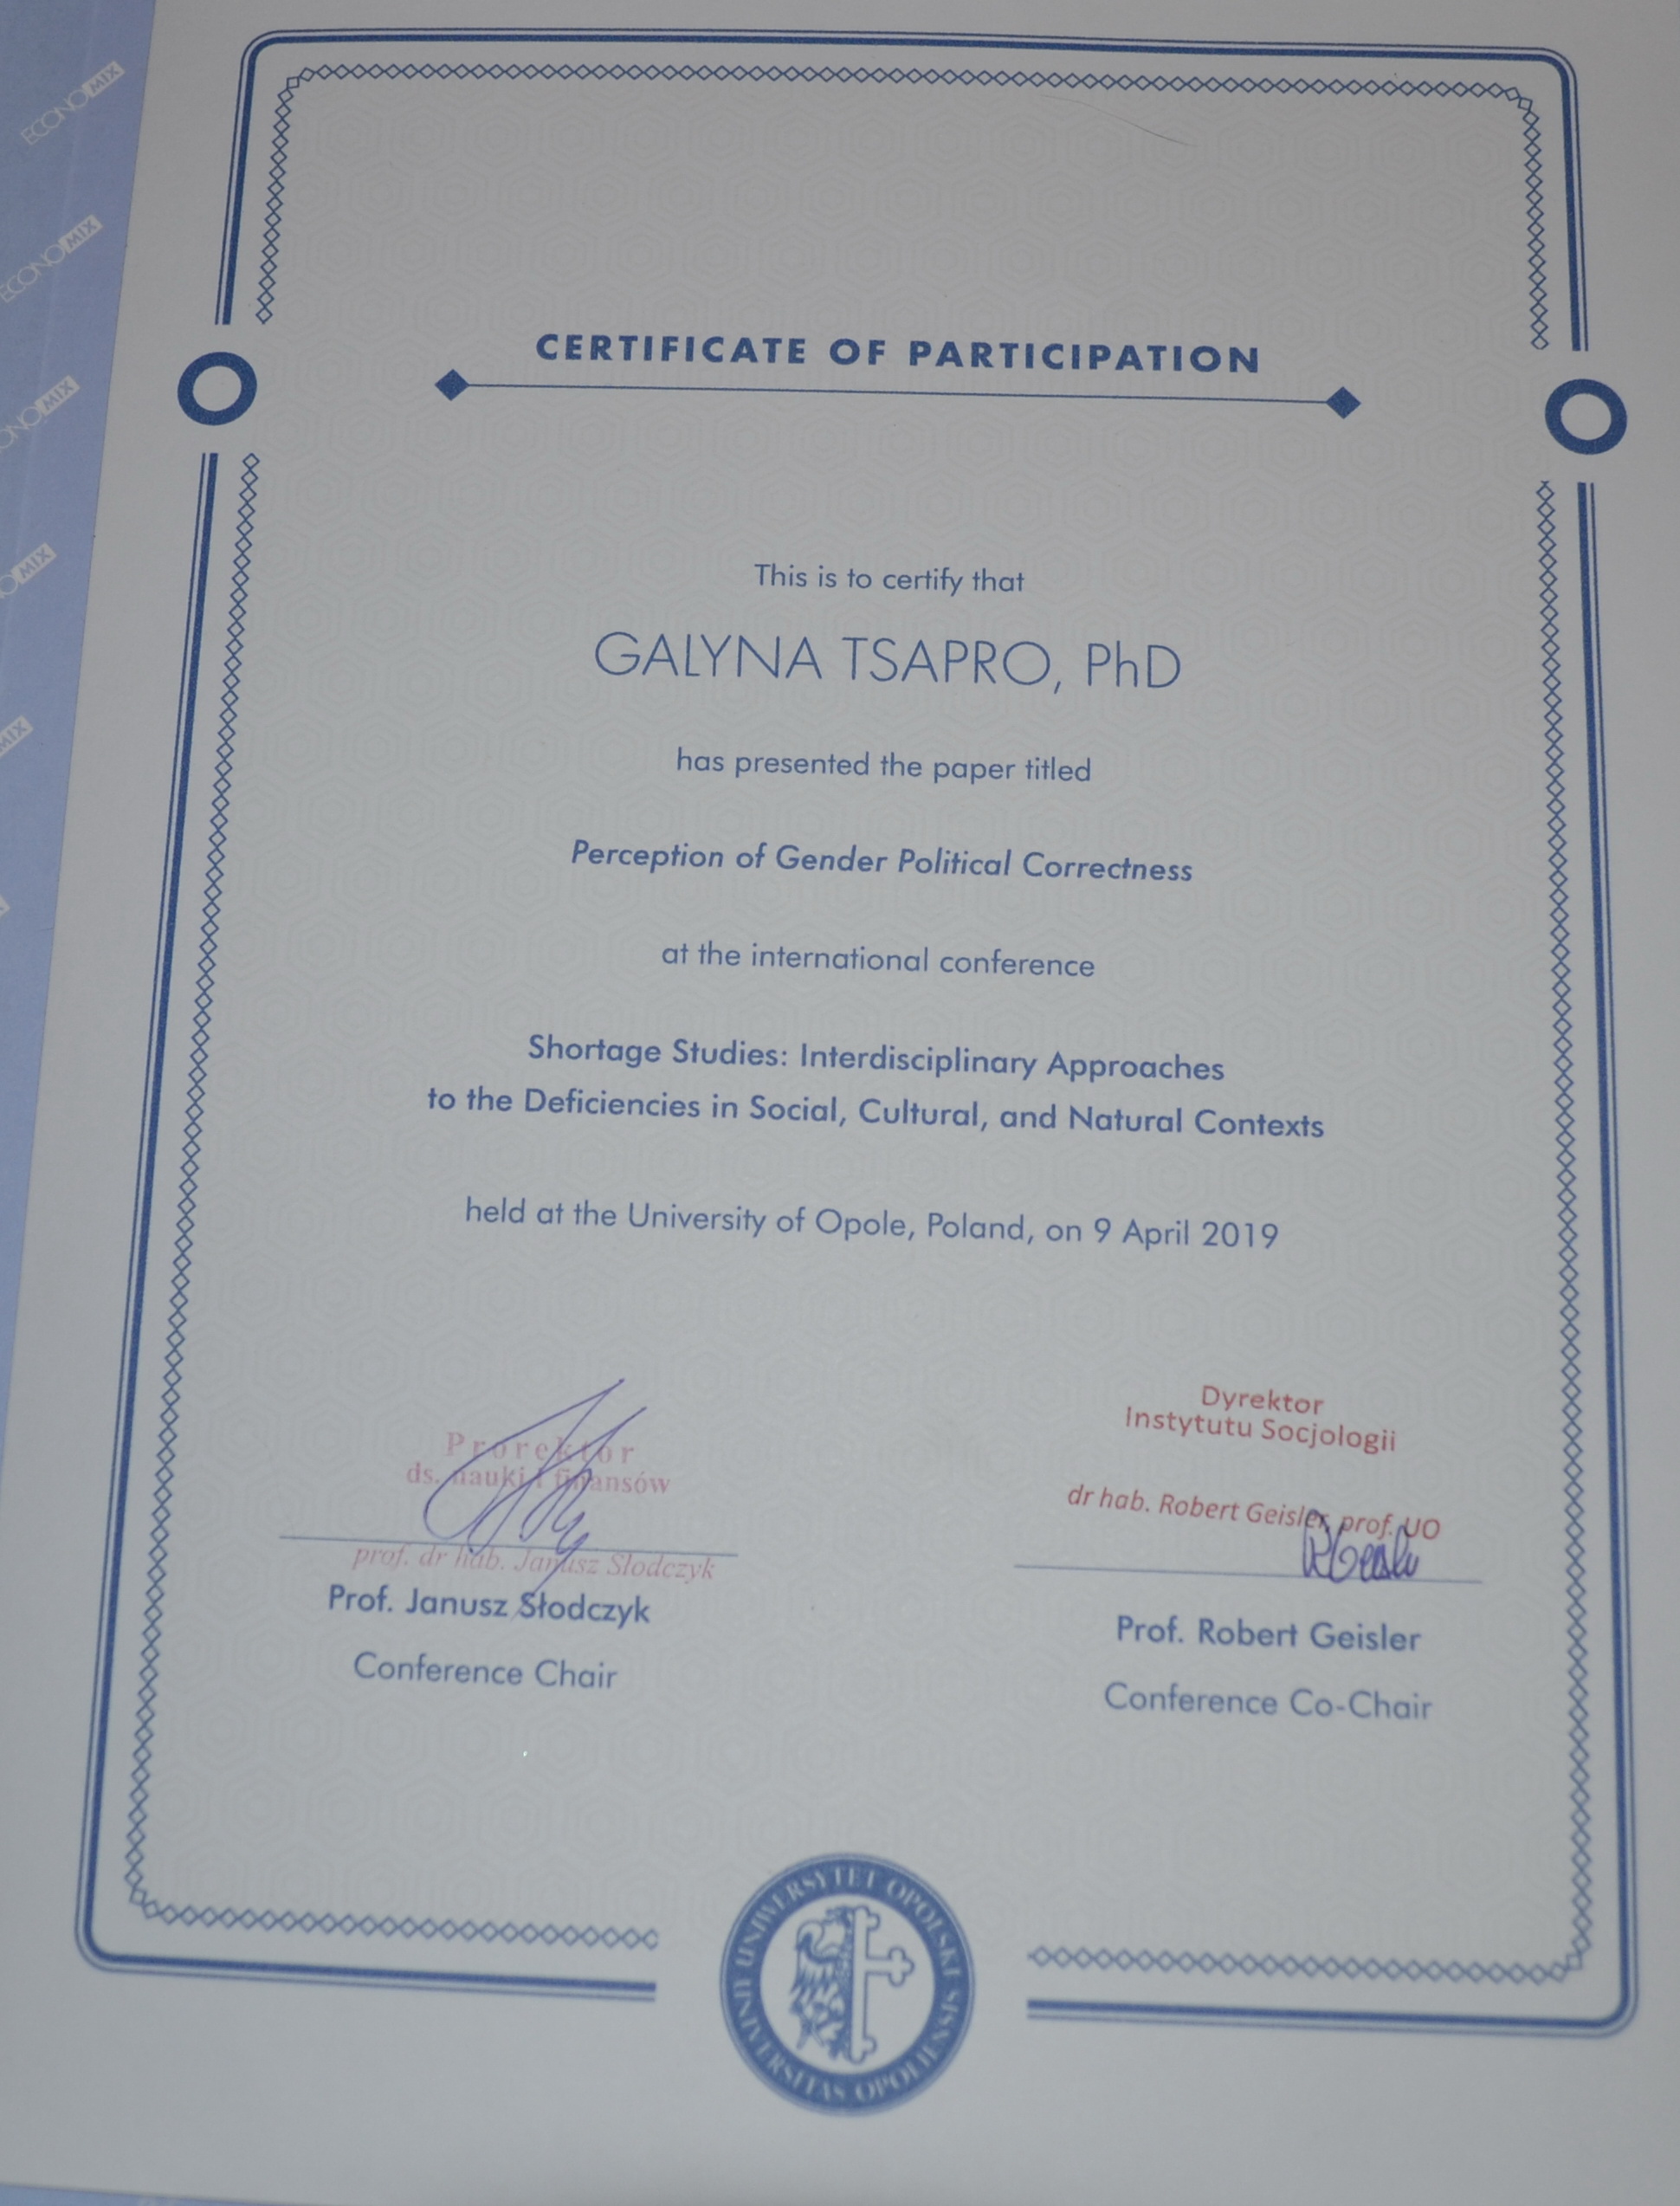 ECONOMIX
ECONOMIX
CERTIFICATE OF PARTICIPATION
This is to certify that
GALYNA TSAPRO, PhD
has presented the paper titled
Perception of Gender Political Correctness
at the international conference
Shortage Studies: Interdisciplinary Approaches
to the Deficiencies in Social, Cultural, and Natural Contexts
held at the University of Opole, Poland, on 9 April 2019
Prorektor
ds. nauki i finansów
prof. dr hab. Janusz Słodczyk
Prof. Janusz Słodczyk
Conference Chair
Dyrektor
Instytutu Socjologii
dr hab. Robert Geisler, prof. UO
RGeisler
Prof. Robert Geisler
Conference Co-Chair
UNIWERSYTET OPOLSKI
UNIVERSITAS OPOLIENSIS